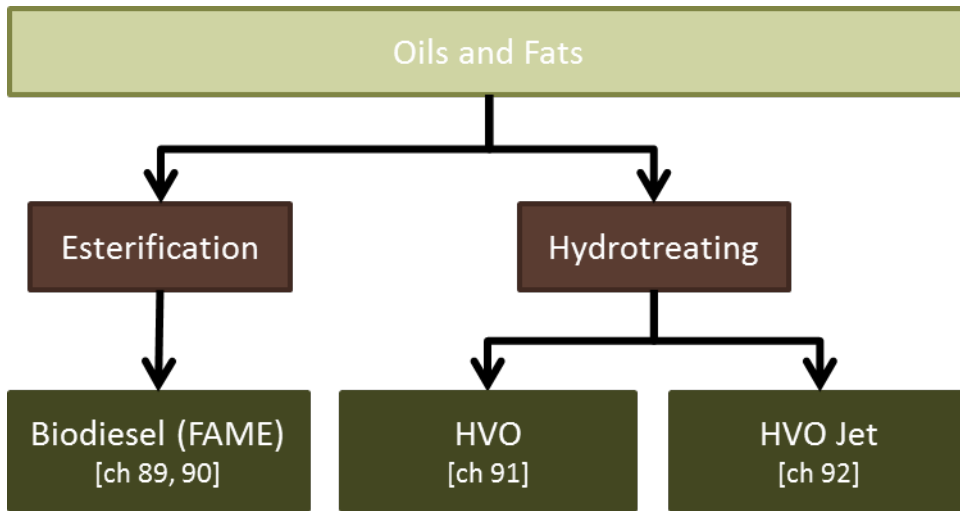 Oils and Fats
Esterification
Hydrotreating
Biodiesel (FAME)
[ch 89, 90]
HVO
[ch 91]
HVO Jet
[ch 92]